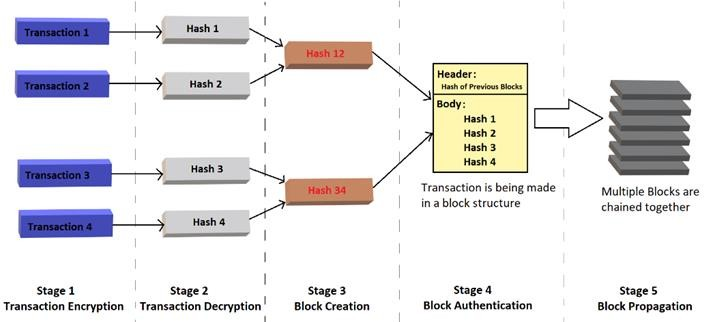 Transaction 1
Hash 1
Hash 12
Transaction 2
Hash 2
Header:
Hash of Previous Blocks
Body:
Hash 1
Hash 2
Hash 3
Hash 4
Transaction 3
Hash 3
Hash 34
Transaction 4
Hash 4
Transaction is being made
in a block structure
Multiple Blocks are
chained together
Stage 1
Transaction Encryption
Stage 2
Transaction Decryption
Stage 3
Block Creation
Stage 4
Block Authentication
Stage 5
Block Propagation